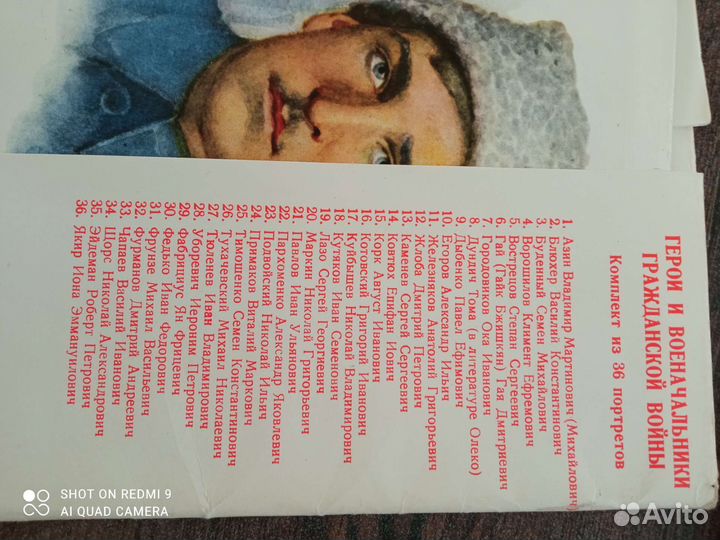 ГЕРОИ И ВОЕНАЧАЛЬНИКИ
ГРАЖДАНСКОЙ ВОЙНЫ
Комплект из 36 портретов
1. Азин Владимир Мартинович (Михайлович)
2. Блюхер Василий Константинович
3. Буденный Семен Михайлович
4. Ворошилов Климент Ефремович
5. Вострецов Степан Сергеевич
6. Гай (Гайк Бжишкян) Гая Дмитриевич
7. Городовиков Ока Иванович
8. Дундич Тома (в литературе Олеко)
9. Дыбенко Павел Ефимович
10. Егоров Александр Ильич
11. Железняков Анатолий Григорьевич
12. Жлоба Дмитрий Петрович
13. Каменев Сергей Сергеевич
14. Ковтюх Епифан Иович
15. Корк Август Иванович
16. Котовский Григорий Иванович
17. Куйбышев Николай Владимирович
18. Кутяков Иван Семенович
19. Лазо Сергей Георгиевич
20. Маркин Николай Григорьевич
21. Павлов Иван Ульянович
22. Пархоменко Александр Яковлевич
23. Подвойский Николай Ильич
24. Примаков Виталий Маркович
25. Тимошенко Семен Константинович
26. Тухачевский Михаил Николаевич
27. Тюленев Иван Владимирович
28. Уборевич Иероним Петрович
29. Фабрициус Ян Фрицевич
30. Федько Иван Федорович
31. Фрунзе Михаил Васильевич
32. Фурманов Дмитрий Андреевич
33. Чапаев Василий Иванович
34. Щорс Николай Александрович
35. Эйдеман Роберт Петрович
36. Якир Иона Эммануилович
SHOT ON REDMI 9
AI QUAD CAMERA
Avito